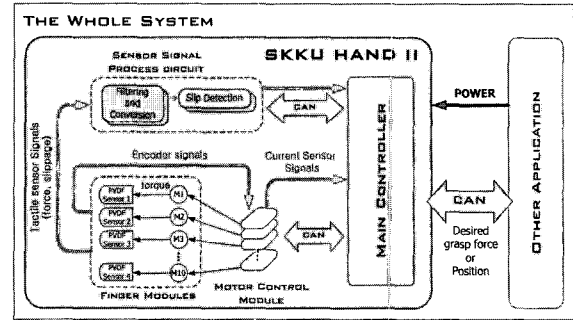 THE WHOLE SYSTEM
SENSOR SIGNAL
PROCESS CIRCUIT
SKKU HAND II
Filtering
and
Conversion
Slip Detection
CAN
POWER
Tactile sensor Signals
(force, slippage)
Encoder signals
Current Sensor
Signals
MAIN CONTROLLER
OTHER APPLICATION
torque
PVDF
Sensor 1
M1
PVDF
Sensor 2
M2
PVDF
Sensor 3
M3
PVDF
Sensor 4
M10
CAN
CAN
Desired
grasp force
or
Position
FINGER MODULES
MOTOR CONTROL
MODULE